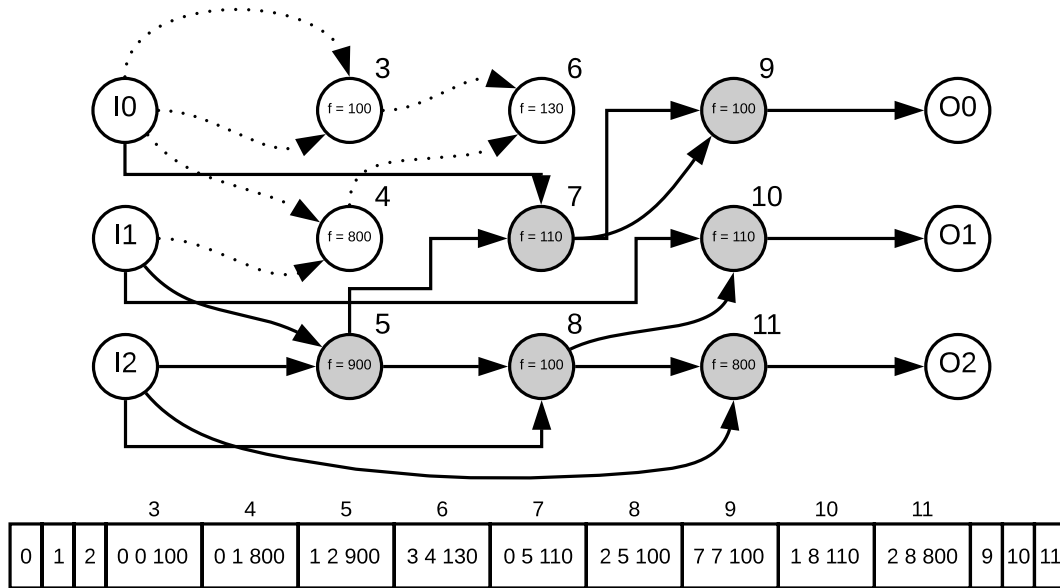 3
6
9
I0
f = 100
f = 130
f = 100
O0
4
7
10
I1
f = 800
f = 110
f = 110
O1
5
8
11
I2
f = 900
f = 100
f = 800
O2
3 4 5 6 7 8 9 10 11
0 1 2 0 0 100 0 1 800 1 2 900 3 4 130 0 5 110 2 5 100 7 7 100 1 8 110 2 8 800 9 10 11